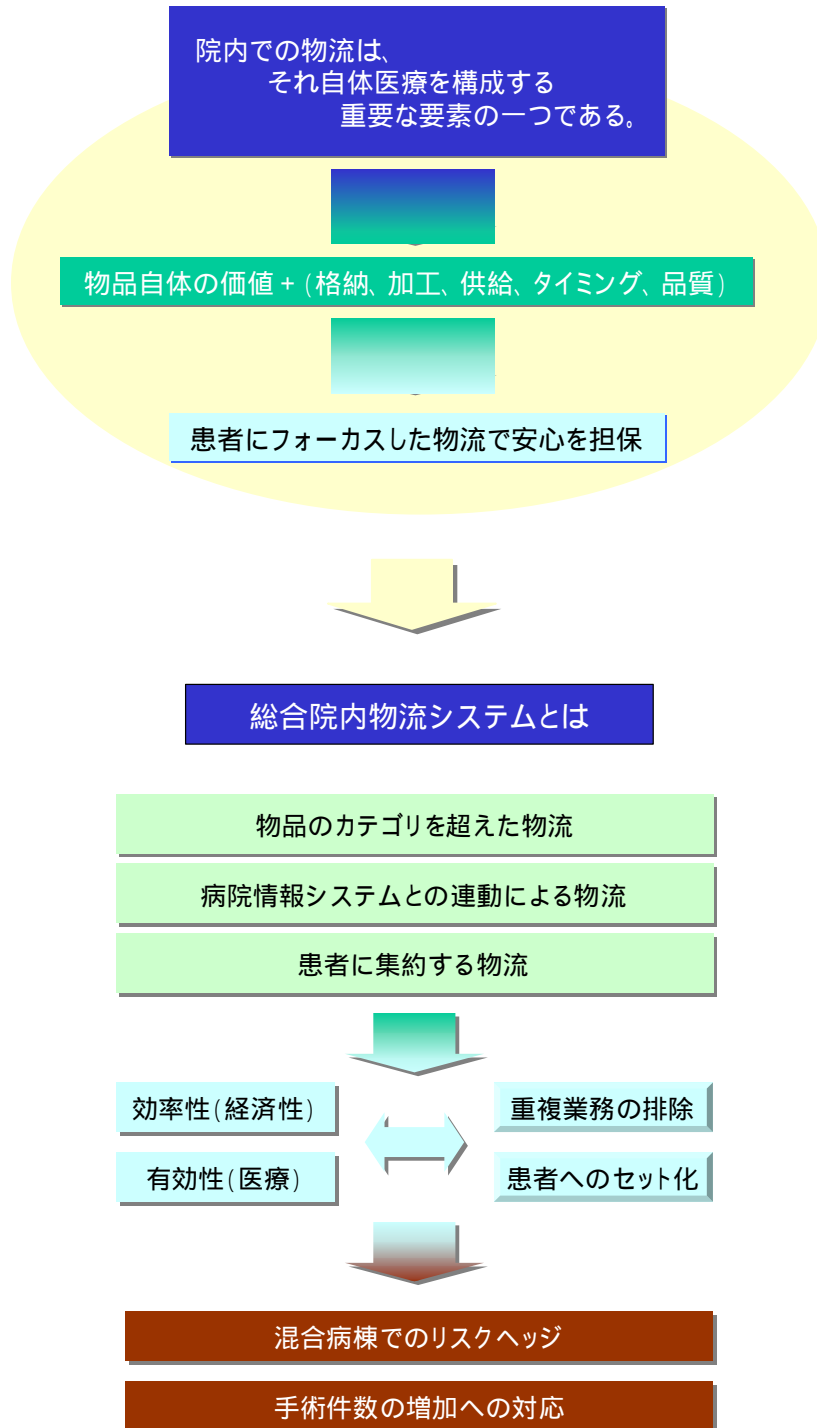 院内での物流は、
それ自体医療を構成する
重要な要素の一つである。
物品自体の価値+(格納、加工、供給、タイミング、品質)
患者にフォーカスした物流で安心を担保
総合院内物流システムとは
物品のカテゴリを超えた物流
病院情報システムとの連動による物流
患者に集約する物流
効率性(経済性)
重複業務の排除
有効性(医療)
患者へのセット化
混合病棟でのリスクヘッジ
手術件数の増加への対応